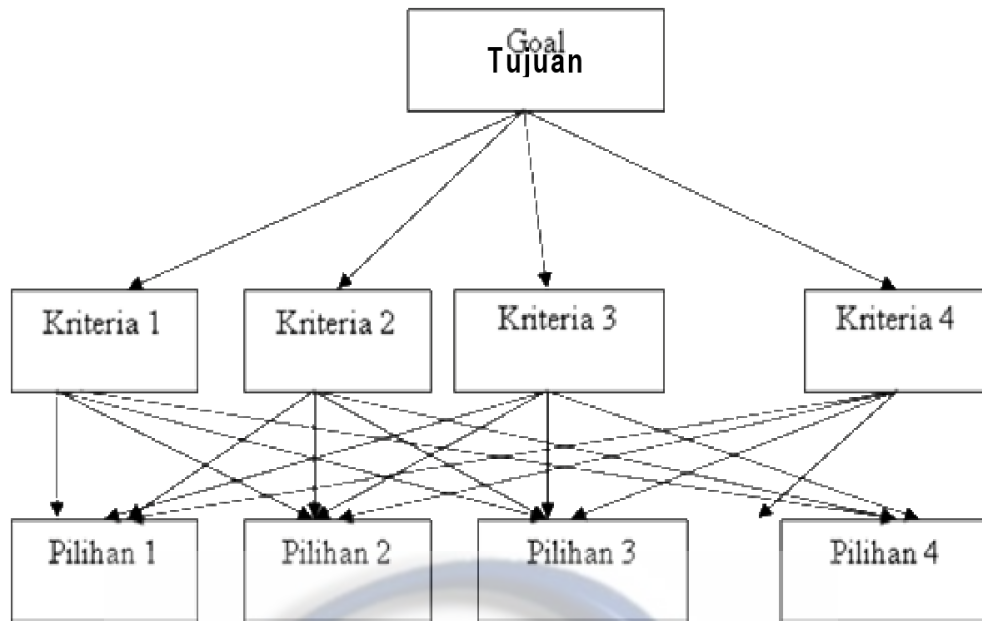 Goal
Tujuan
Kriteria 1
Kriteria 2
Kriteria 3
Kriteria 4
Pilihan 1
Pilihan 2
Pilihan 3
Pilihan 4